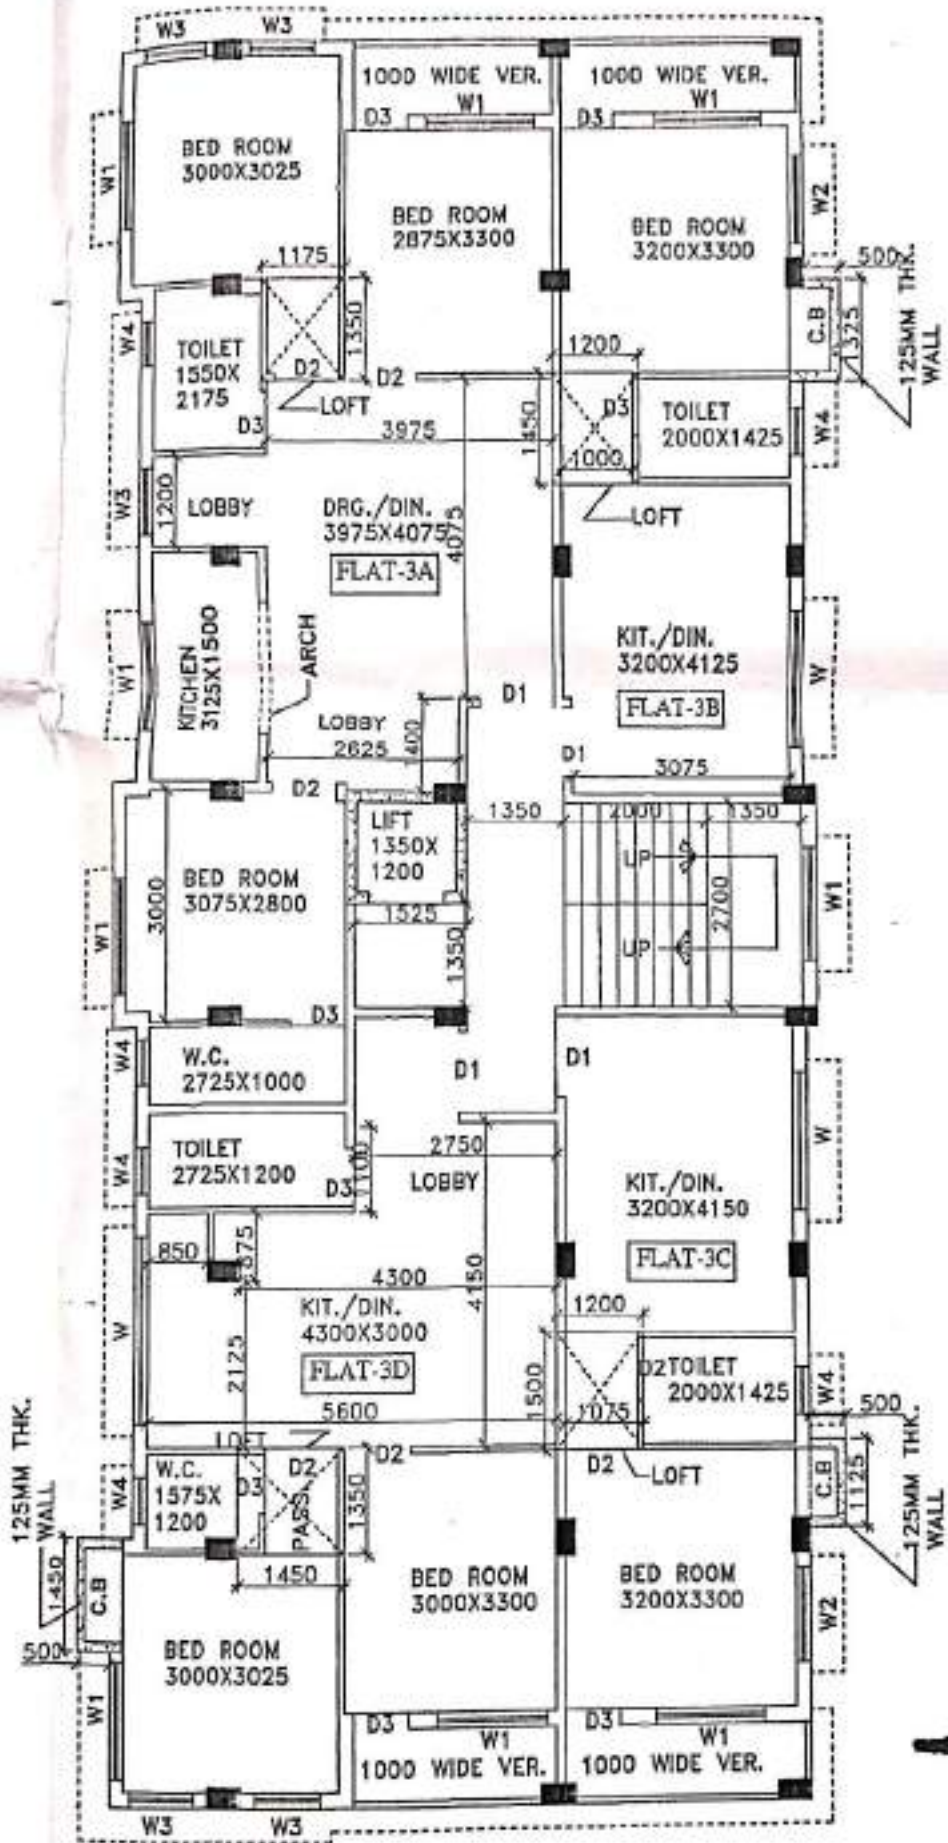 W3
W3
1000 WIDE VER.
1000 WIDE VER.
D3
W1
D3
W1
BED ROOM
3000X3025
W1
BED ROOM
2875X3300
BED ROOM
3200X3300
W2
1175
500
125MM THK.
WALL
1350
C.B
1325
W4
TOILET
1550X
2175
D2
D2
LOFT
1200
D3
D3
TOILET
2000X1425
W4
3975
1450
1000
LOFT
W3
1200
LOBBY
DRG./DIN.
3975X4075
4075
FLAT-3A
KITCHEN
3125X1500
ARCH
W1
KIT./DIN.
3200X4125
FLAT-3B
W
D1
LOBBY
2625
D1
3075
D2
LIFT
1350X
1200
1350
2000
1350
UP
UP
2700
W1
BED ROOM
3075X2800
3000
W1
1525
1350
D3
W4
W.C.
2725X1000
D1
D1
TOILET
2725X1200
W4
D3
2750
LOBBY
W
KIT./DIN.
3200X4150
FLAT-3C
850
4300
4150
KIT./DIN.
4300X3000
FLAT-3D
W
2125
1200
1500
D2
TOILET
2000X1425
W4
5600
1075
500
125MM THK.
WALL
LOFT
D2
D2
LOFT
C.B
1125
W4
W.C.
1575X
1200
D3
D2
PASS
1350
125MM THK.
WALL
1450
C.B
500
1450
BED ROOM
3000X3300
BED ROOM
3200X3300
W2
BED ROOM
3000X3025
W1
D3
W1
D3
W1
1000 WIDE VER.
1000 WIDE VER.
W3
W3